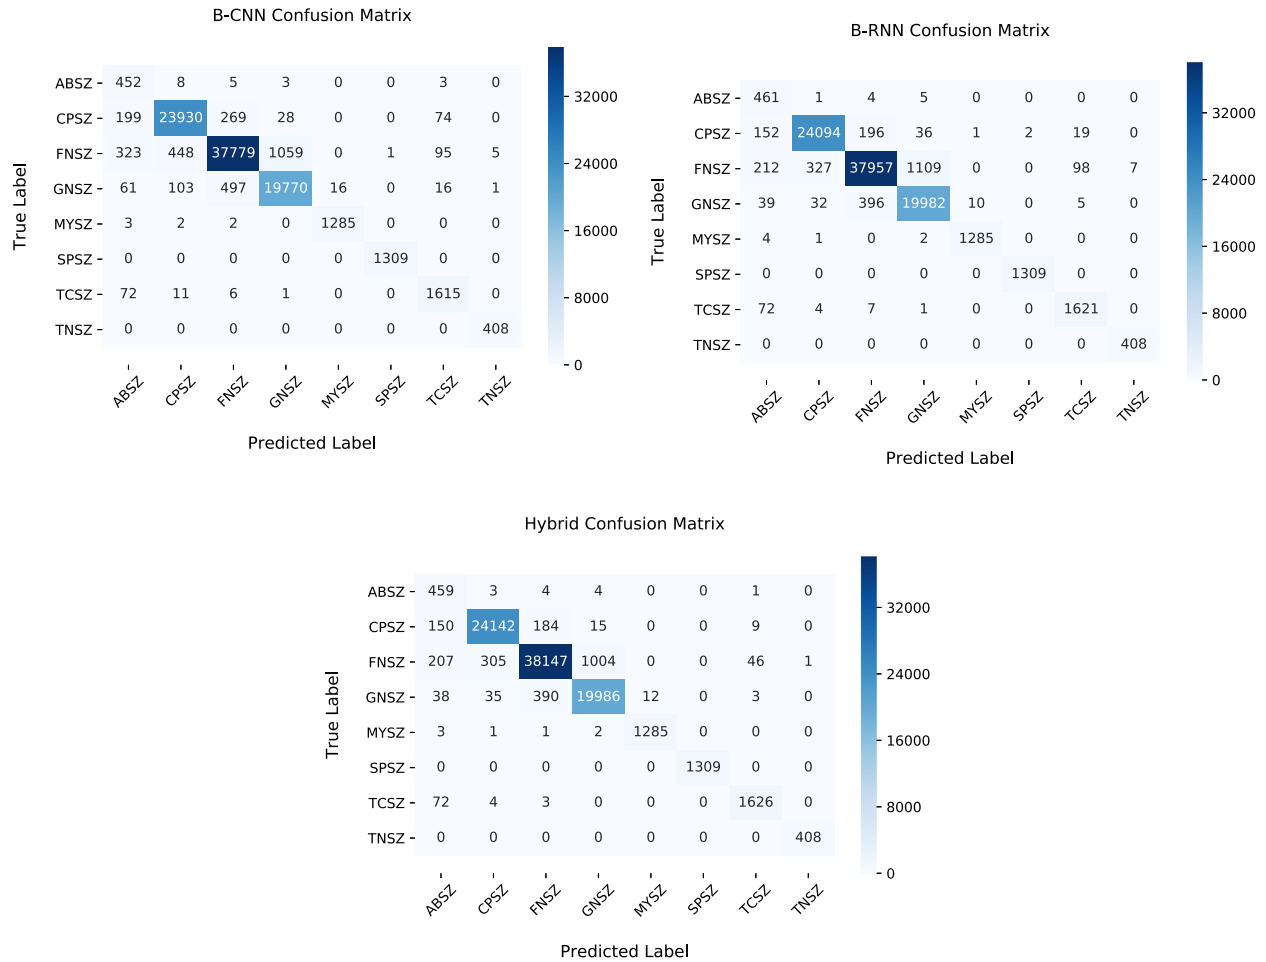 B-CNN Confusion Matrix
True Label
ABSZ 452 8 5 3 0 0 3 0
CPSZ 199 23930 269 28 0 0 74 0
FNSZ 323 448 37779 1059 0 1 95 5
GNSZ 61 103 497 19770 16 0 16 1
MYSZ 3 2 2 0 1285 0 0 0
SPSZ 0 0 0 0 0 1309 0 0
TCSZ 72 11 6 1 0 0 1615 0
TNSZ 0 0 0 0 0 0 0 408
ABSZ CPSZ FNSZ GNSZ MYSZ SPSZ TCSZ TNSZ
Predicted Label
32000
24000
16000
8000
0
B-RNN Confusion Matrix
True Label
ABSZ 461 1 4 5 0 0 0 0
CPSZ 152 24094 196 36 1 2 19 0
FNSZ 212 327 37957 1109 0 0 98 7
GNSZ 39 32 396 19982 10 0 5 0
MYSZ 4 1 0 2 1285 0 0 0
SPSZ 0 0 0 0 0 1309 0 0
TCSZ 72 4 7 1 0 0 1621 0
TNSZ 0 0 0 0 0 0 0 408
ABSZ CPSZ FNSZ GNSZ MYSZ SPSZ TCSZ TNSZ
Predicted Label
32000
24000
16000
8000
0
Hybrid Confusion Matrix
True Label
ABSZ 459 3 4 4 0 0 1 0
CPSZ 150 24142 184 15 0 0 9 0
FNSZ 207 305 38147 1004 0 0 46 1
GNSZ 38 35 390 19986 12 0 3 0
MYSZ 3 1 1 2 1285 0 0 0
SPSZ 0 0 0 0 0 1309 0 0
TCSZ 72 4 3 0 0 0 1626 0
TNSZ 0 0 0 0 0 0 0 408
ABSZ CPSZ FNSZ GNSZ MYSZ SPSZ TCSZ TNSZ
Predicted Label
32000
24000
16000
8000
0